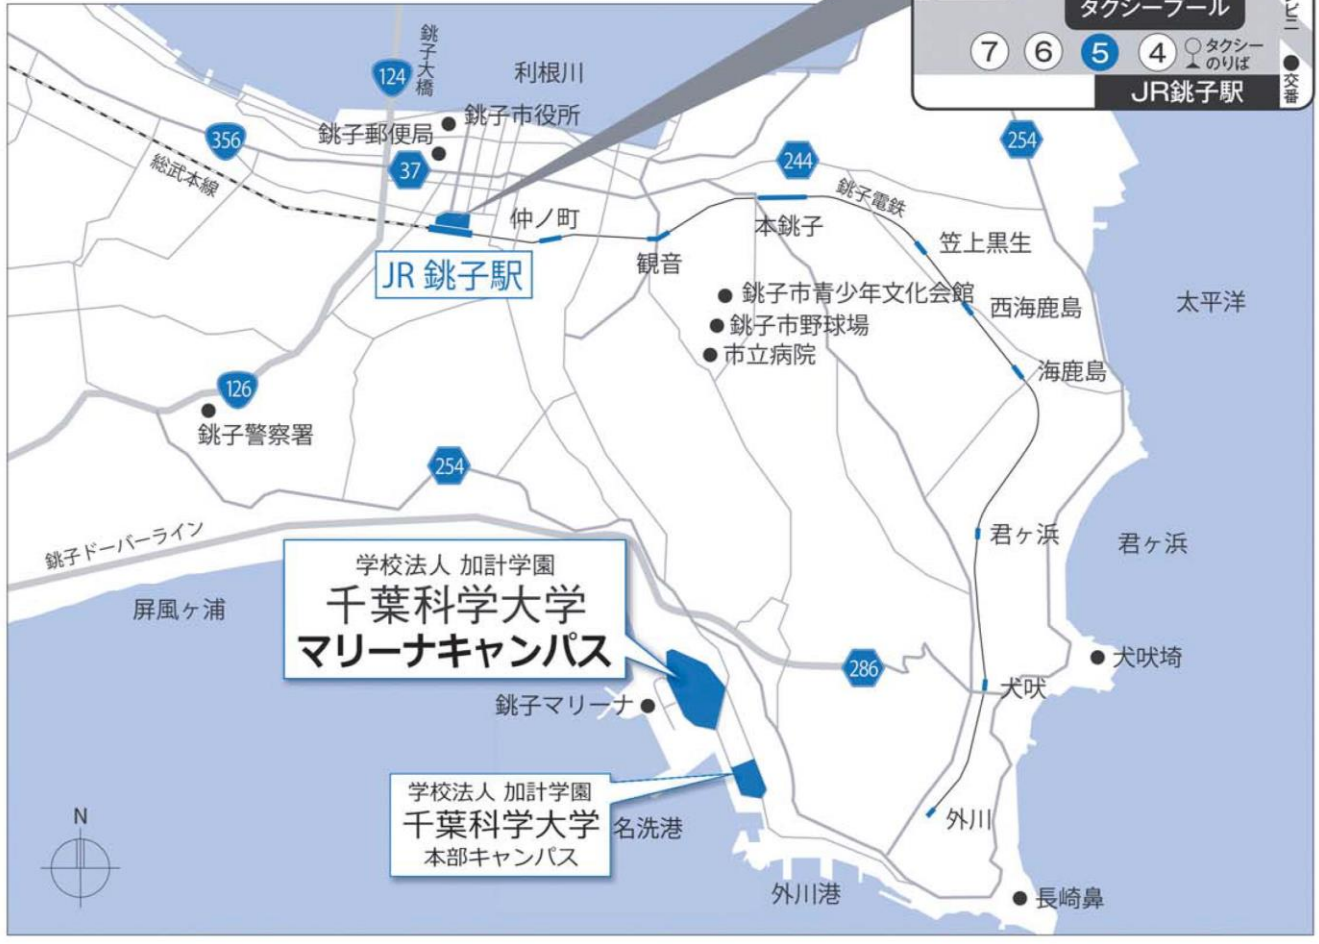 タクシープール
7 6 5 4 タクシー
のりば
JR銚子駅
ビニ
交番
銚子大橋
124
利根川
銚子市役所
銚子郵便局
356
37
244
254
総武本線
銚子電鉄
仲ノ町
本銚子
観音
笠上黒生
JR 銚子駅
銚子市青少年文化会館
西海鹿島
太平洋
銚子市野球場
市立病院
海鹿島
126
銚子警察署
254
銚子ドーバーライン
君ヶ浜
君ヶ浜
学校法人 加計学園
千葉科学大学
マリーナキャンパス
屏風ヶ浦
286
犬吠埼
犬吠
銚子マリーナ
学校法人 加計学園
千葉科学大学
本部キャンパス
名洗港
外川
N
外川港
長崎鼻